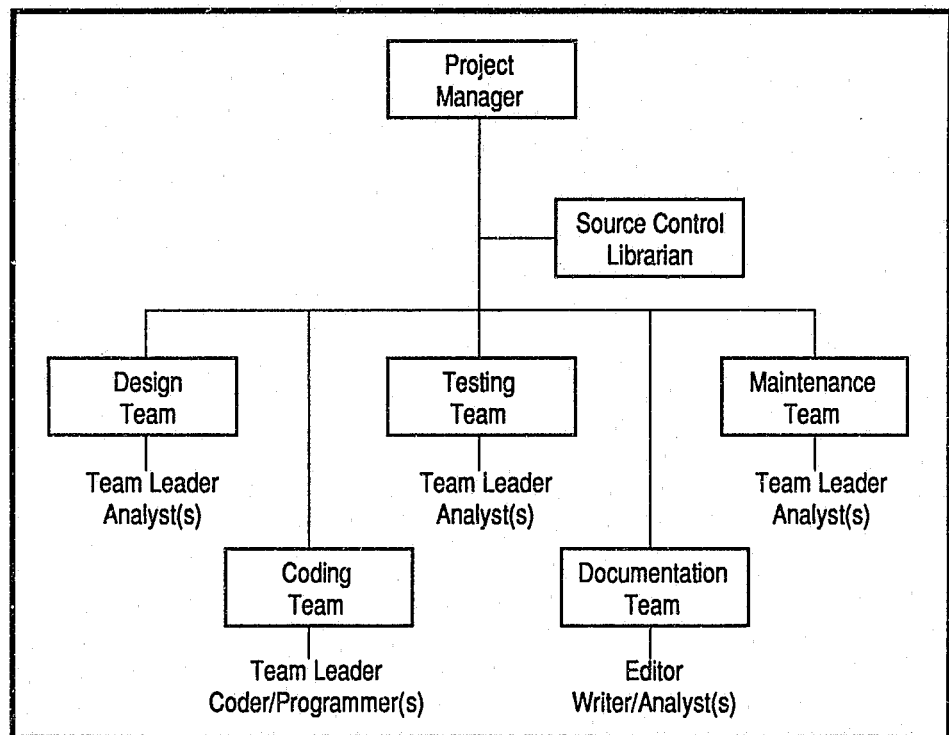 Project
Manager
Source Control
Librarian
Design
Team
Testing
Team
Maintenance
Team
Team Leader
Analyst(s)
Team Leader
Analyst(s)
Team Leader
Analyst(s)
Coding
Team
Documentation
Team
Team Leader
Coder/Programmer(s)
Editor
Writer/Analyst(s)